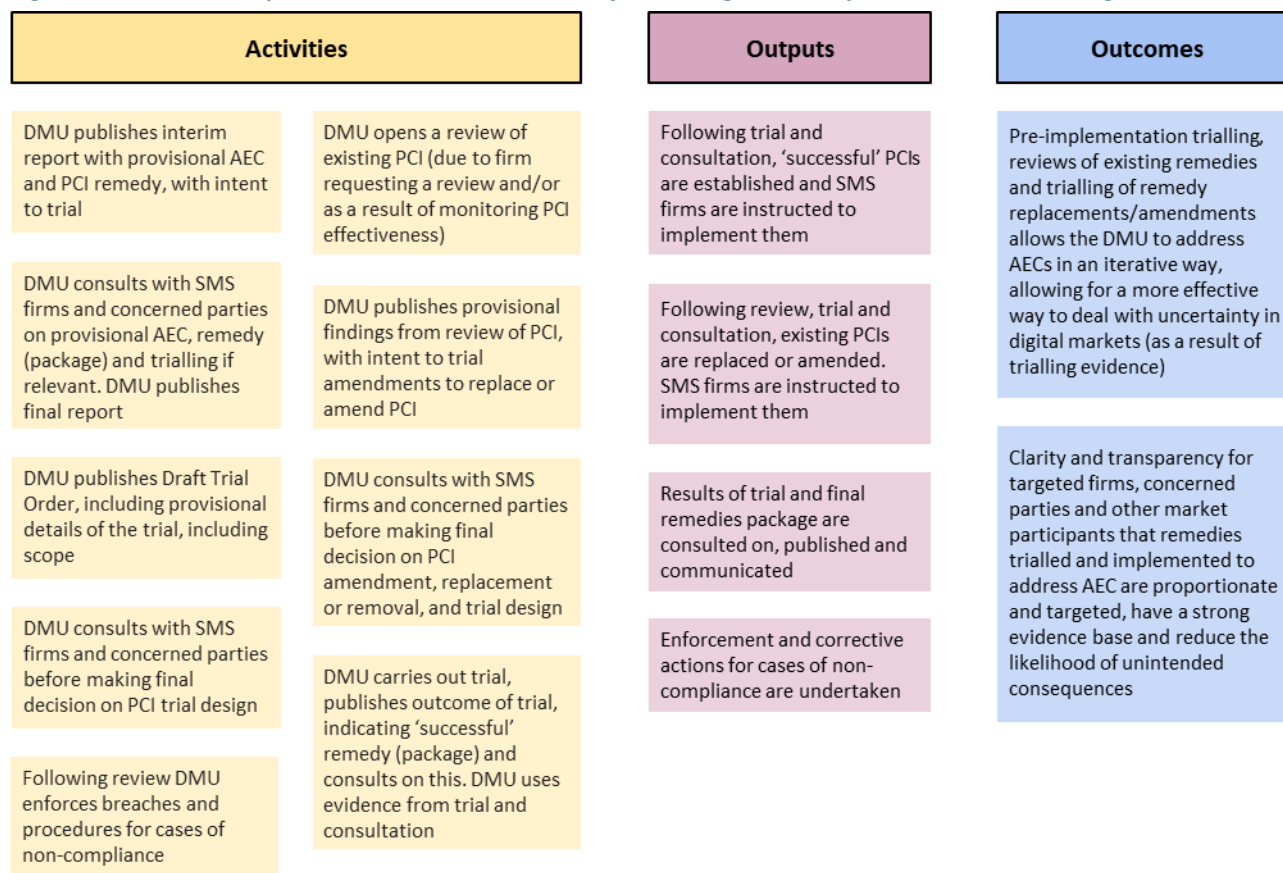 Activities
DMU publishes interim
report with provisional AEC
and PCI remedy, with intent
to trial
DMU consults with SMS
firms and concerned parties
on provisional AEC, remedy
(package) and trialling if
relevant. DMU publishes
final report
DMU publishes Draft Trial
Order, including provisional
details of the trial, including
scope
DMU consults with SMS
firms and concerned parties
before making final
decision on PCI trial design
Following review DMU
enforces breaches and
procedures for cases of
non-compliance
DMU opens a review of
existing PCI (due to firm
requesting a review and/or
as a result of monitoring PCI
effectiveness)
DMU publishes provisional
findings from review of PCI,
with intent to trial
amendments to replace or
amend PCI
DMU consults with SMS
firms and concerned parties
before making final
decision on PCI
amendment, replacement
or removal, and trial design
DMU carries out trial,
publishes outcome of trial,
indicating ‘successful’
remedy (package) and
consults on this. DMU uses
evidence from trial and
consultation
Outputs
Following trial and
consultation, ‘successful’ PCIs
are established and SMS
firms are instructed to
implement them
Following review, trial and
consultation, existing PCIs
are replaced or amended.
SMS firms are instructed to
implement them
Results of trial and final
remedies package are
consulted on, published and
communicated
Enforcement and corrective
actions for cases of non-
compliance are undertaken
Outcomes
Pre-implementation trialling,
reviews of existing remedies
and trialling of remedy
replacements/amendments
allows the DMU to address
AECs in an iterative way,
allowing for a more effective
way to deal with uncertainty in
digital markets (as a result of
trialling evidence)
Clarity and transparency for
targeted firms, concerned
parties and other market
participants that remedies
trialled and implemented to
address AEC are proportionate
and targeted, have a strong
evidence base and reduce the
likelihood of unintended
consequences